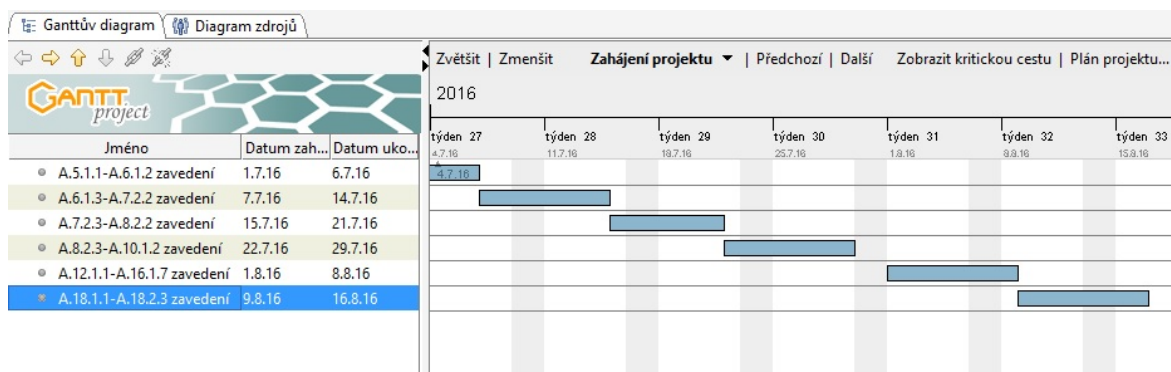 Ganttův diagram Diagram zdrojů
Zvětšit | Zmenšit Zahájení projektu | Předchozí | Další Zobrazit kritickou cestu | Plán projektu...
GANTT project
2016
týden 27 týden 28 týden 29 týden 30 týden 31 týden 32 týden 33
4.7.16 11.7.16 18.7.16 25.7.16 1.8.16 8.8.16 15.8.16
Jméno Datum zah... Datum uko...
A.5.1.1-A.6.1.2 zavedení 1.7.16 6.7.16 4.7.16
A.6.1.3-A.7.2.2 zavedení 7.7.16 14.7.16
A.7.2.3-A.8.2.2 zavedení 15.7.16 21.7.16
A.8.2.3-A.10.1.2 zavedení 22.7.16 29.7.16
A.12.1.1-A.16.1.7 zavedení 1.8.16 8.8.16
A.18.1.1-A.18.2.3 zavedení 9.8.16 16.8.16